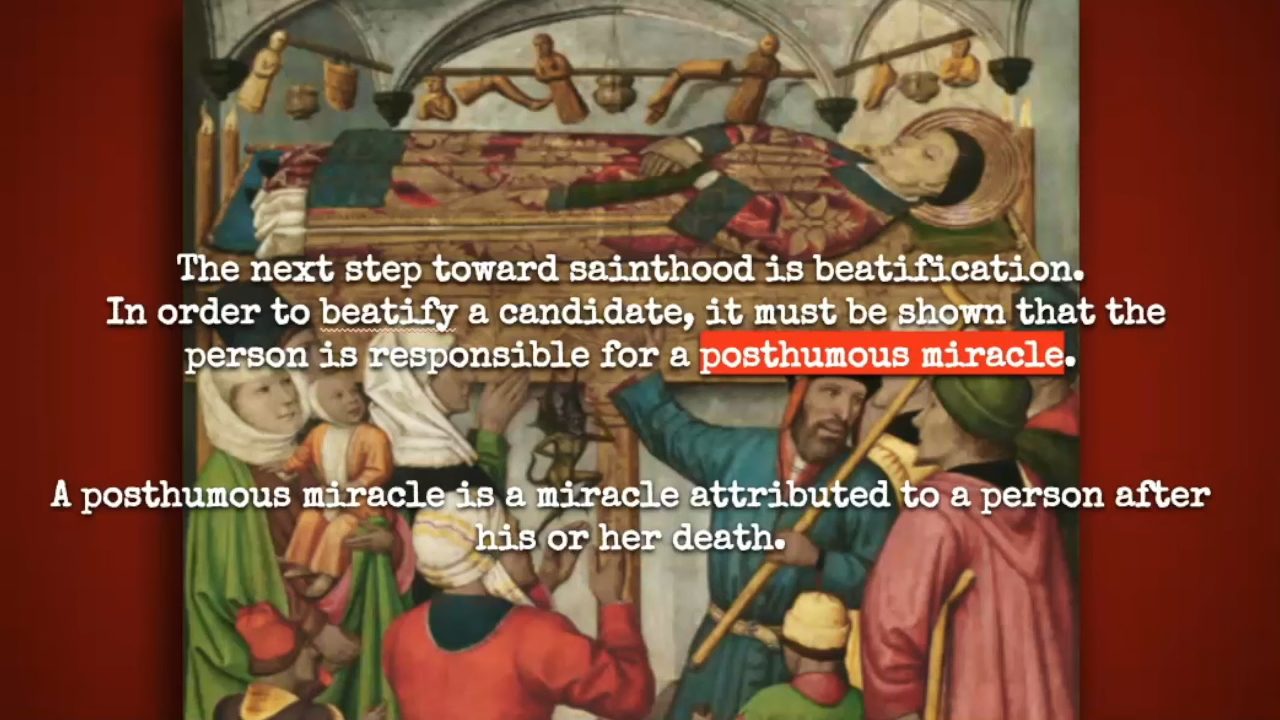 The next step toward sainthood is beatification.
In order to beatify a candidate, it must be shown that the
person is responsible for a posthumous miracle.
A posthumous miracle is a miracle attributed to a person after
his or her death.